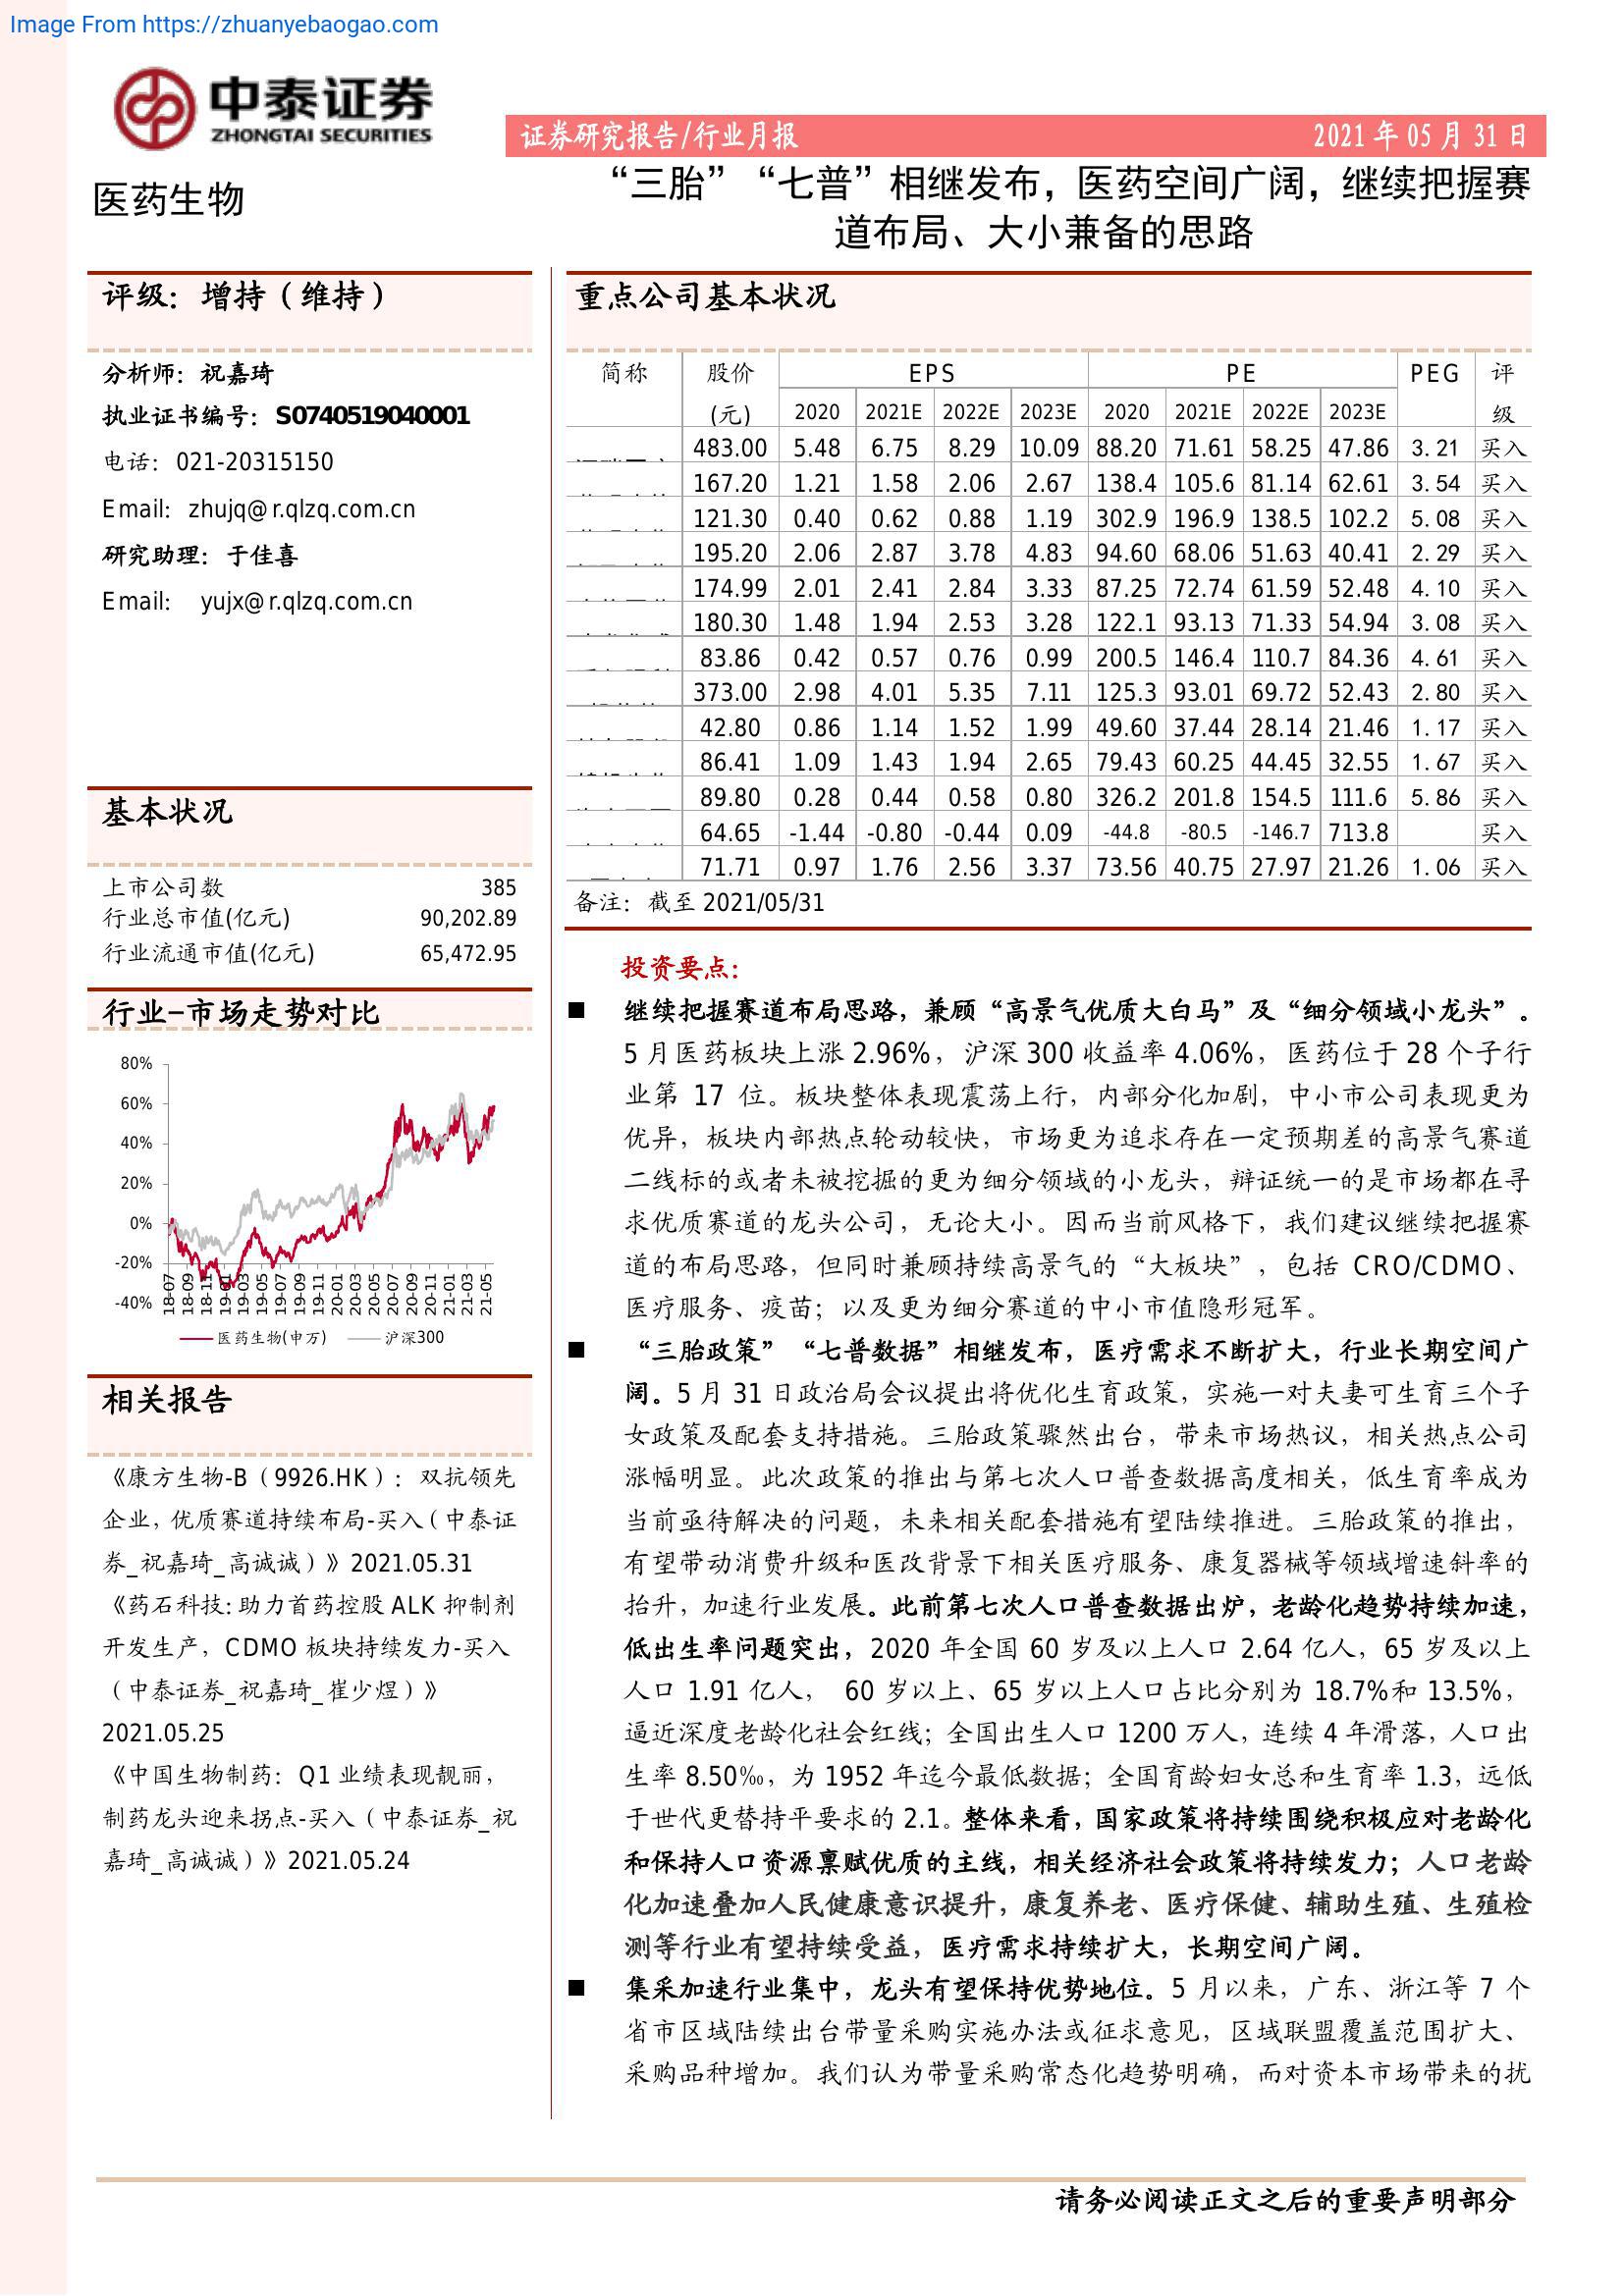 Image From https://zhuanyebaogao.com
中泰证券
ZHONGTAI SECURITIES
证券研究报告/行业月报 2021 年 05 月 31 日
医药生物
“三胎”“七普”相继发布，医药空间广阔，继续把握赛
道布局、大小兼备的思路
评级：增持（维持）
分析师：祝嘉琦
执业证书编号：S0740519040001
电话：021-20315150
Email: zhujq@r.qlzq.com.cn
研究助理：于佳喜
Email: yujx@r.qlzq.com.cn
基本状况
上市公司数 385
行业总市值(亿元) 90,202.89
行业流通市值(亿元) 65,472.95
行业-市场走势对比
80%
60%
40%
20%
0%
-20%
-40%
18-07 18-09 18-11 19-01 19-03 19-05 19-07 19-09 19-11 20-01 20-03 20-05 20-07 20-09 20-11 21-01 21-03 21-05
医药生物(申万) 沪深300
相关报告
《康方生物-B（9926.HK）：双抗领先
企业，优质赛道持续布局-买入（中泰证
券_祝嘉琦_高诚诚）》2021.05.31
《药石科技:助力首药控股 ALK 抑制剂
开发生产，CDMO 板块持续发力-买入
（中泰证券_祝嘉琦_崔少煜）》
2021.05.25
《中国生物制药：Q1 业绩表现靓丽，
制药龙头迎来拐点-买入（中泰证券_祝
嘉琦_高诚诚）》2021.05.24
重点公司基本状况
简称 股价 EPS PE PEG 评
(元) 2020 2021E 2022E 2023E 2020 2021E 2022E 2023E 级
483.00 5.48 6.75 8.29 10.09 88.20 71.61 58.25 47.86 3.21 买入
167.20 1.21 1.58 2.06 2.67 138.4 105.6 81.14 62.61 3.54 买入
121.30 0.40 0.62 0.88 1.19 302.9 196.9 138.5 102.2 5.08 买入
195.20 2.06 2.87 3.78 4.83 94.60 68.06 51.63 40.41 2.29 买入
174.99 2.01 2.41 2.84 3.33 87.25 72.74 61.59 52.48 4.10 买入
180.30 1.48 1.94 2.53 3.28 122.1 93.13 71.33 54.94 3.08 买入
83.86 0.42 0.57 0.76 0.99 200.5 146.4 110.7 84.36 4.61 买入
373.00 2.98 4.01 5.35 7.11 125.3 93.01 69.72 52.43 2.80 买入
42.80 0.86 1.14 1.52 1.99 49.60 37.44 28.14 21.46 1.17 买入
86.41 1.09 1.43 1.94 2.65 79.43 60.25 44.45 32.55 1.67 买入
89.80 0.28 0.44 0.58 0.80 326.2 201.8 154.5 111.6 5.86 买入
64.65 -1.44 -0.80 -0.44 0.09 -44.8 -80.5 -146.7 713.8 买入
71.71 0.97 1.76 2.56 3.37 73.56 40.75 27.97 21.26 1.06 买入
备注：截至 2021/05/31
投资要点：
■ 继续把握赛道布局思路，兼顾“高景气优质大白马”及“细分领域小龙头”。
5 月医药板块上涨 2.96%，沪深 300 收益率 4.06%，医药位于 28 个子行
业第 17 位。板块整体表现震荡上行，内部分化加剧，中小市公司表现更为
优异，板块内部热点轮动较快，市场更为追求存在一定预期差的高景气赛道
二线标的或者未被挖掘的更为细分领域的小龙头，辩证统一的是市场都在寻
求优质赛道的龙头公司，无论大小。因而当前风格下，我们建议继续把握赛
道的布局思路，但同时兼顾持续高景气的“大板块”，包括 CRO/CDMO、
医疗服务、疫苗；以及更为细分赛道的中小市值隐形冠军。
■ “三胎政策”“七普数据”相继发布，医疗需求不断扩大，行业长期空间广
阔。5 月 31 日政治局会议提出将优化生育政策，实施一对夫妻可生育三个子
女政策及配套支持措施。三胎政策骤然出台，带来市场热议，相关热点公司
涨幅明显。此次政策的推出与第七次人口普查数据高度相关，低生育率成为
当前亟待解决的问题，未来相关配套措施有望陆续推进。三胎政策的推出，
有望带动消费升级和医改背景下相关医疗服务、康复器械等领域增速斜率的
抬升，加速行业发展。此前第七次人口普查数据出炉，老龄化趋势持续加速，
低出生率问题突出，2020 年全国 60 岁及以上人口 2.64 亿人，65 岁及以上
人口 1.91 亿人， 60 岁以上、65 岁以上人口占比分别为 18.7%和 13.5%，
逼近深度老龄化社会红线；全国出生人口 1200 万人，连续 4 年滑落，人口出
生率 8.50‰，为 1952 年迄今最低数据；全国育龄妇女总和生育率 1.3，远低
于世代更替持平要求的 2.1。整体来看，国家政策将持续围绕积极应对老龄化
和保持人口资源禀赋优质的主线，相关经济社会政策将持续发力；人口老龄
化加速叠加人民健康意识提升，康复养老、医疗保健、辅助生殖、生殖检
测等行业有望持续受益，医疗需求持续扩大，长期空间广阔。
■ 集采加速行业集中，龙头有望保持优势地位。5 月以来，广东、浙江等 7 个
省市区域陆续出台带量采购实施办法或征求意见，区域联盟覆盖范围扩大、
采购品种增加。我们认为带量采购常态化趋势明确，而对资本市场带来的扰
请务必阅读正文之后的重要声明部分